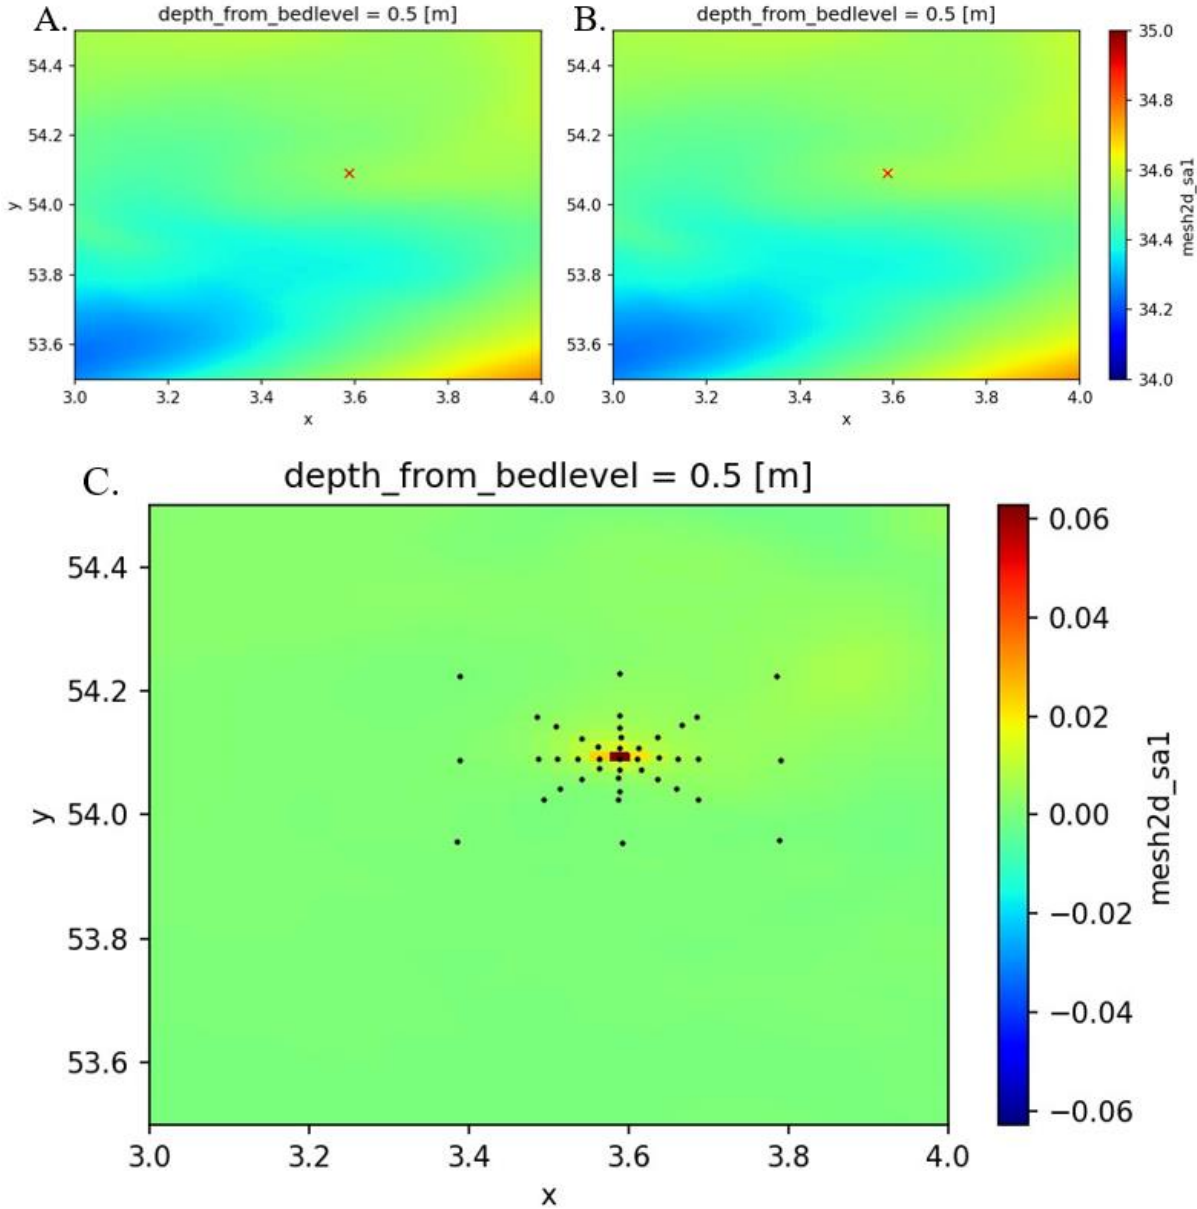 A.
depth_from_bedlevel = 0.5 [m]
54.4
54.2
54.0
53.8
53.6
y
3.0 3.2 3.4 3.6 3.8 4.0
x
B.
depth_from_bedlevel = 0.5 [m]
54.4
54.2
54.0
53.8
53.6
3.0 3.2 3.4 3.6 3.8 4.0
x
35.0
34.8
34.6
34.4
34.2
34.0
mesh2d_sa1
C.
depth_from_bedlevel = 0.5 [m]
54.4
54.2
54.0
53.8
53.6
y
3.0 3.2 3.4 3.6 3.8 4.0
x
0.06
0.04
0.02
0.00
−0.02
−0.04
−0.06
mesh2d_sa1